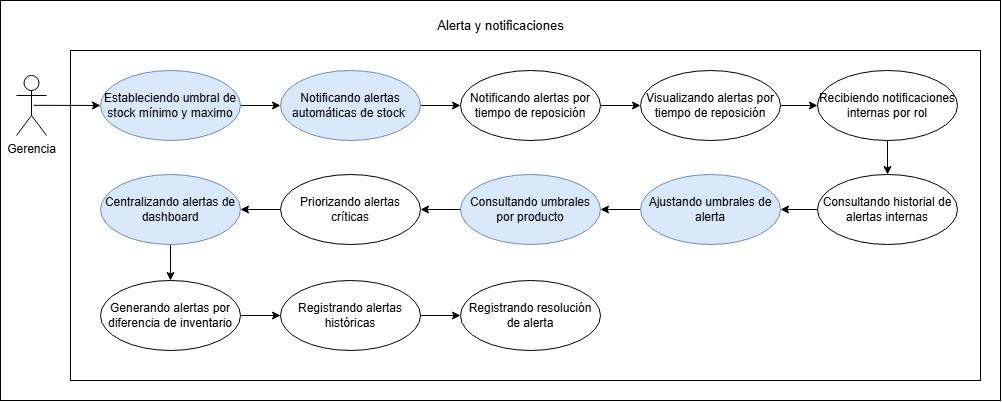 Alerta y notificaciones
Gerencia
Estableciendo umbral de
stock mínimo y maximo
Notificando alertas
automáticas de stock
Notificando alertas por
tiempo de reposición
Visualizando alertas por
tiempo de reposición
Recibiendo notificaciones
internas por rol
Consultando historial de
alertas internas
Ajustando umbrales de
alerta
Consultando umbrales
por producto
Priorizando alertas
críticas
Centralizando alertas de
dashboard
Generando alertas por
diferencia de inventario
Registrando alertas
históricas
Registrando resolución
de alerta